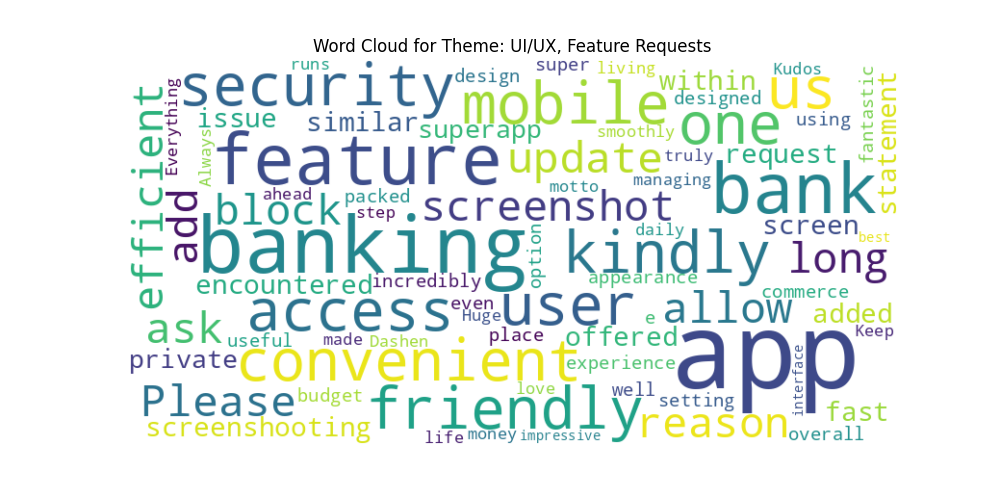 Word Cloud for Theme: UI/UX, Feature Requests
runs
super
living
Kudos
security
design
within
us
fantastic
statement
Everything
efficient
mobile
designed
issue
similar
superapp
smoothly
one
using
Always
feature
update
truly
request
add
ahead
packed
motto
managing
bank
block
step
screenshot
screen
banking
option
daily
kindly
best
long
encountered
incredibly
appearance
commerce
access
even
Huge
user
e
allow
added
ask
useful
made
Dashen
place
offered
app
Keep
private
convenient
experience
interface
Please
budget
friendly
love
well
setting
reason
fast
screenshooting
life
money
impressive
overall